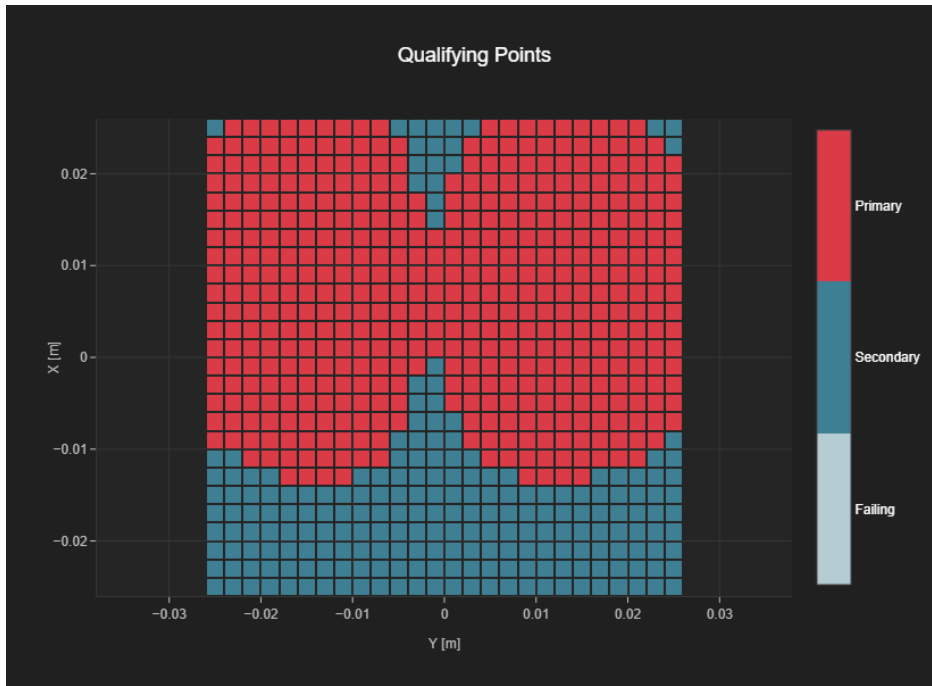 Qualifying Points
0.02
0.01
0
−0.01
−0.02
X [m]
−0.03
−0.02
−0.01
0
0.01
0.02
0.03
Y [m]
Primary
Secondary
Failing